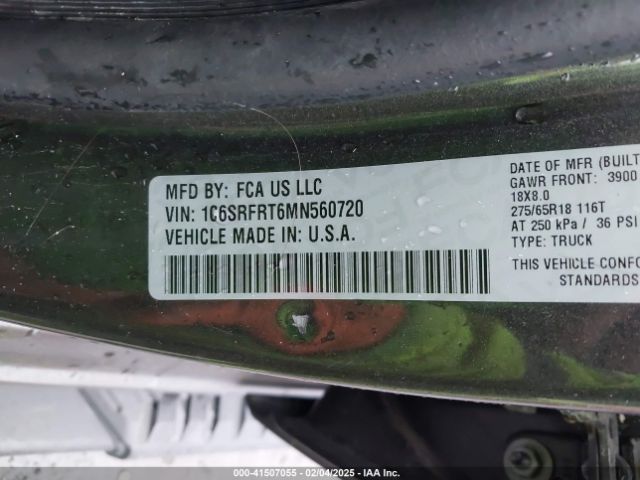 MFD BY: FCA US LLC
VIN: 1C6SRFRT6MN560720
VEHICLE MADE IN: U.S.A.
DATE OF MFR (BUILT
GAWR FRONT: 3900
18X8.0
275/65R18 116T
AT 250 kPa / 36 PSI
TYPE: TRUCK
THIS VEHICLE CONFO
STANDARDS
000-41507055 - 02/04/2025 - IAA Inc.